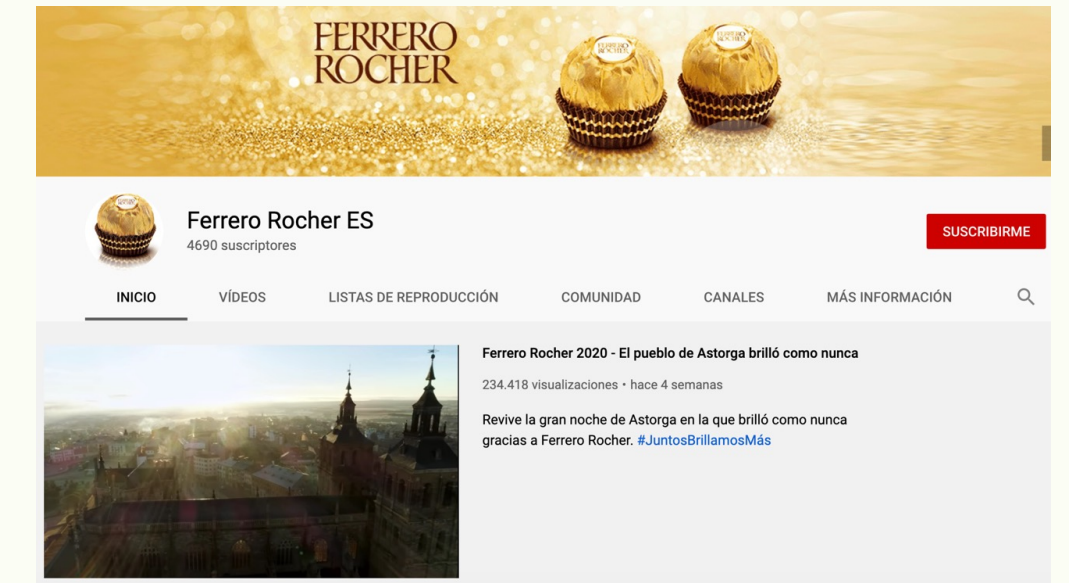 FERRERO
ROCHER
Ferrero Rocher ES
4690 suscriptores
SUSCRIBIRME
INICIO VÍDEOS LISTAS DE REPRODUCCIÓN COMUNIDAD CANALES MÁS INFORMACIÓN
Ferrero Rocher 2020 - El pueblo de Astorga brilló como nunca
234.418 visualizaciones • hace 4 semanas
Revive la gran noche de Astorga en la que brilló como nunca
gracias a Ferrero Rocher. #JuntosBrillamosMás